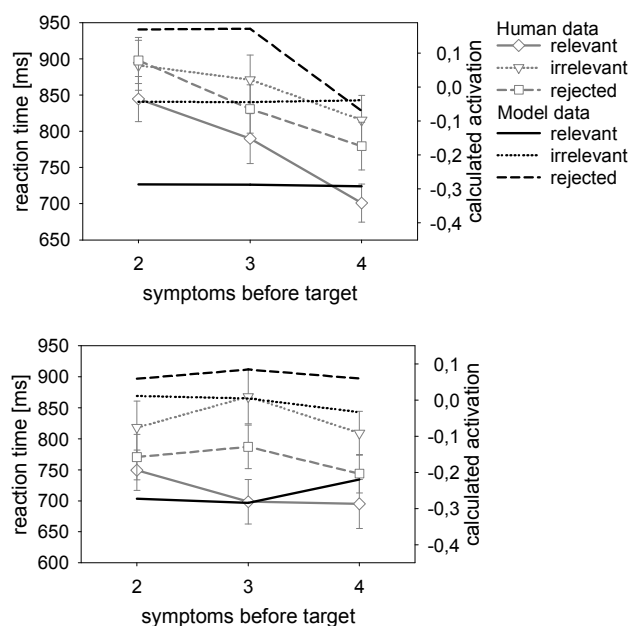 950
900
850
800
750
700
650
reaction time [ms]
0,1
0,0
-0,1
-0,2
-0,3
-0,4
calculated activation
2 3 4
symptoms before target
Human data
relevant
irrelevant
rejected
Model data
relevant
irrelevant
rejected
950
900
850
800
750
700
650
600
reaction time [ms]
0,1
0,0
-0,1
-0,2
-0,3
-0,4
calculated activation
2 3 4
symptoms before target